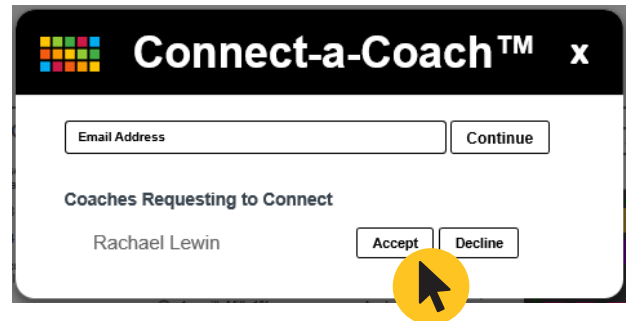 Connect-a-Coach™ x
Email Address Continue
Coaches Requesting to Connect
Rachael Lewin Accept Decline